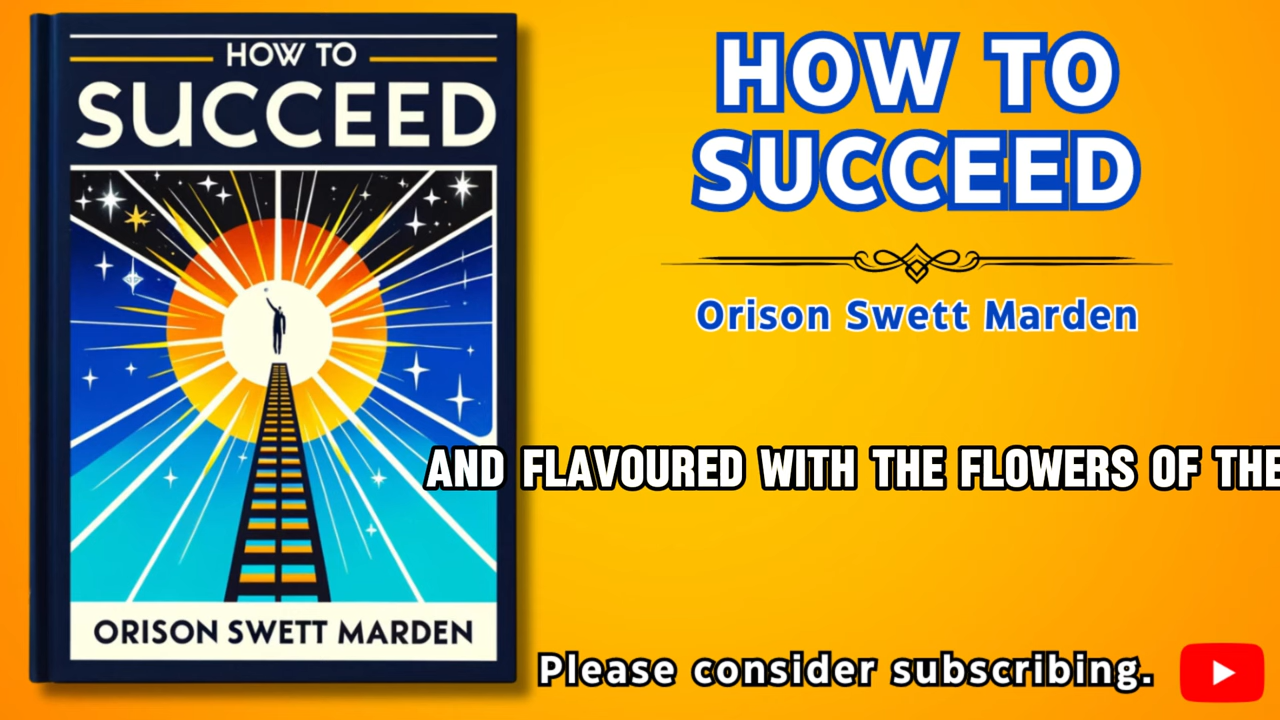 HOW TO
SUCCEED
ORISON SWETT MARDEN
HOW TO
SUCCEED
Orison Swett Marden
AND FLAVOURED WITH THE FLOWERS OF THE
Please consider subscribing.